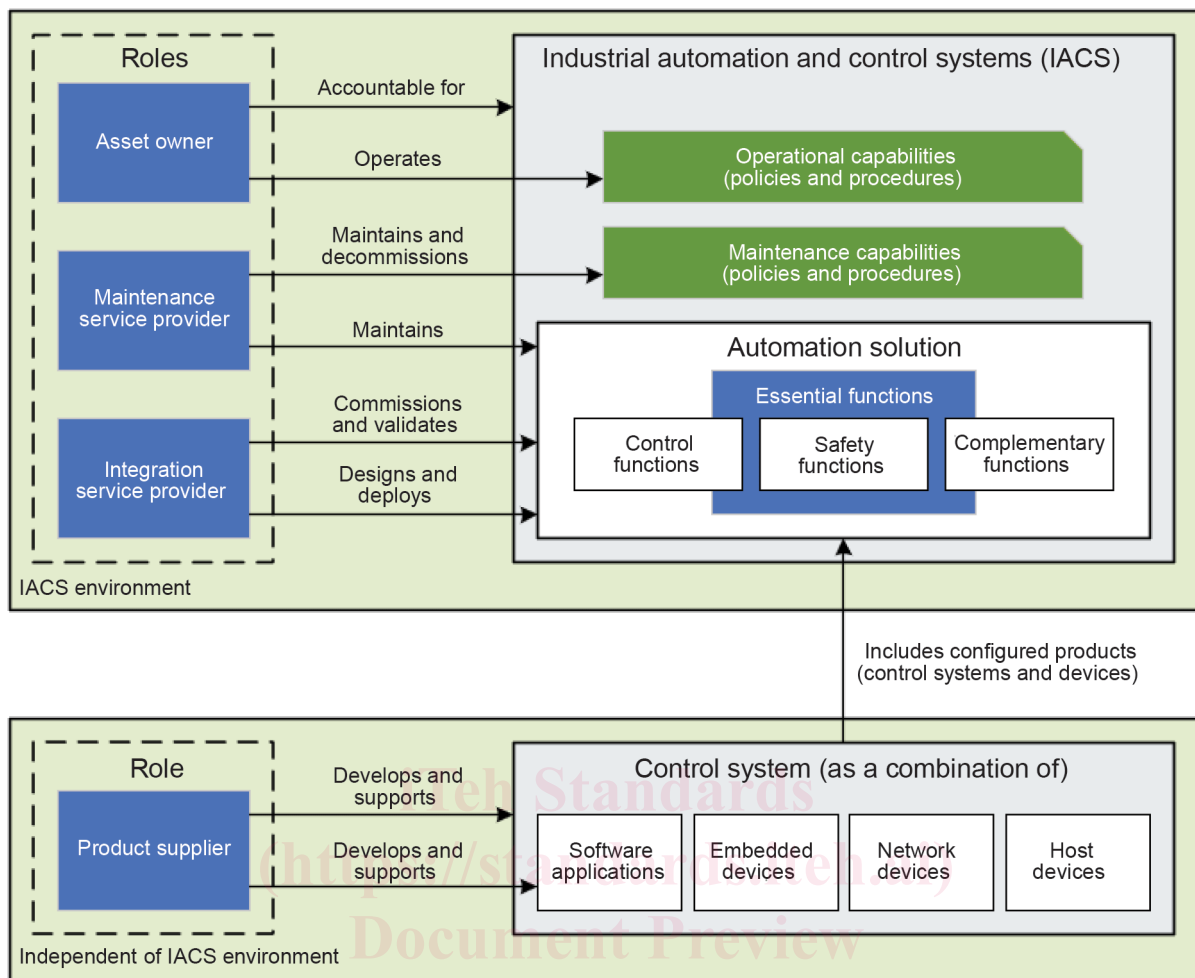 Roles
Industrial automation and control systems (IACS)
Accountable for
Asset owner
Operates
Operational capabilities
(policies and procedures)
Maintains and
decommissions
Maintenance capabilities
(policies and procedures)
Maintenance
service provider
Maintains
Automation solution
Essential functions
Commissions
and validates
Control
functions
Safety
functions
Complementary
functions
Integration
service provider
Designs and
deploys
IACS environment
Includes configured products
(control systems and devices)
Role
Control system (as a combination of)
Develops and
supports
Product supplier
Develops and
supports
Software
applications
Embedded
devices
Network
devices
Host
devices
Independent of IACS environment
iTeh Standards
(https://standards.iteh.ai)
Document Preview